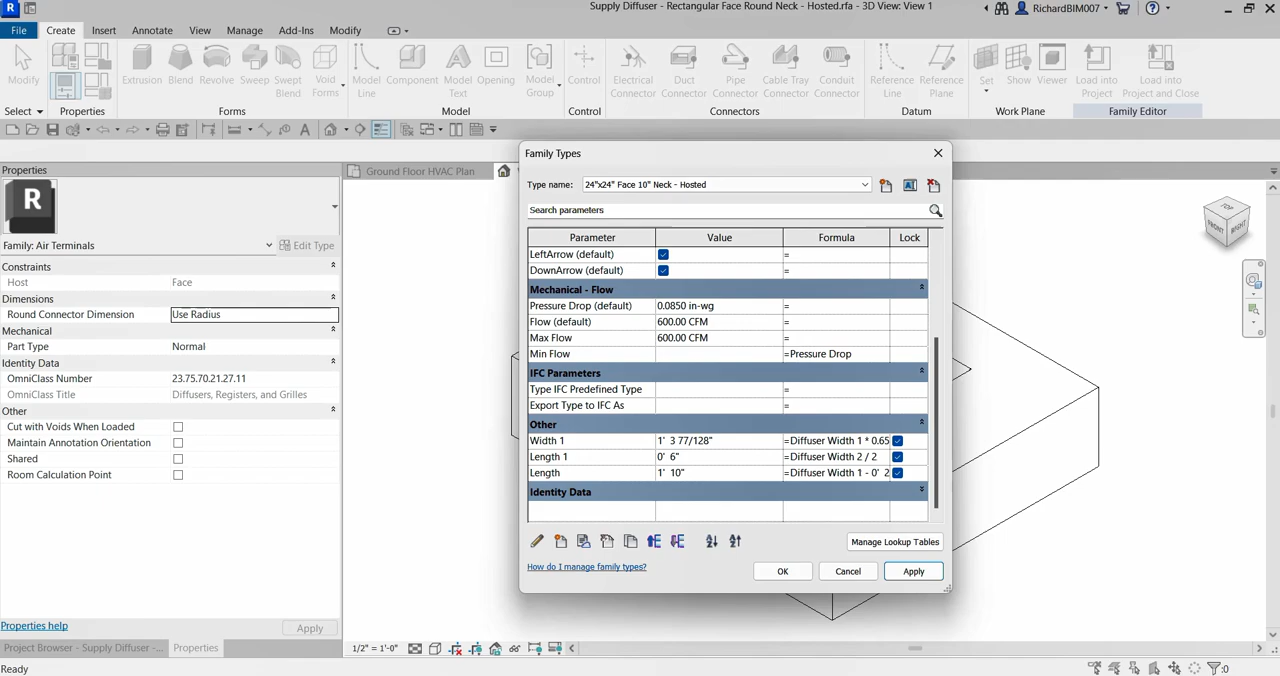 Supply Diffuser - Rectangular Face Round Neck - Hosted.rfa - 3D View: View 1
RichardBIM007
File Create Insert Annotate View Manage Add-Ins Modify
Modify
Extrusion Blend Revolve Sweep Swept Blend Void Forms
Model Line Component Model Text Opening Model Group
Control
Electrical Connector Duct Connector Pipe Connector Cable Tray Connector Conduit Connector
Reference Line Reference Plane
Set Show Viewer
Load into Project Load into Project and Close
Select Properties Forms Model Control Connectors Datum Work Plane Family Editor
Properties
R
Family: Air Terminals
Edit Type
Constraints
Host Face
Dimensions
Round Connector Dimension Use Radius
Mechanical
Part Type Normal
Identity Data
OmniClass Number 23.75.70.21.27.11
OmniClass Title Diffusers, Registers, and Grilles
Other
Cut with Voids When Loaded
Maintain Annotation Orientation
Shared
Room Calculation Point
Properties help
Apply
Project Browser - Supply Diffuser -... Properties
Ready
Ground Floor HVAC Plan
TOP
FRONT
RIGHT
Family Types
Type name: 24"x24" Face 10" Neck - Hosted
Search parameters
Parameter Value Formula Lock
LeftArrow (default) =
DownArrow (default) =
Mechanical - Flow
Pressure Drop (default) 0.0850 in-wg =
Flow (default) 600.00 CFM =
Max Flow 600.00 CFM =
Min Flow =Pressure Drop
IFC Parameters
Type IFC Predefined Type =
Export Type to IFC As =
Other
Width 1 1' 3 77/128" =Diffuser Width 1 * 0.65
Length 1 0' 6" =Diffuser Width 2 / 2
Length 1' 10" =Diffuser Width 1 - 0' 2
Identity Data
Manage Lookup Tables
How do I manage family types?
OK Cancel Apply
1/2" = 1'-0"
:0